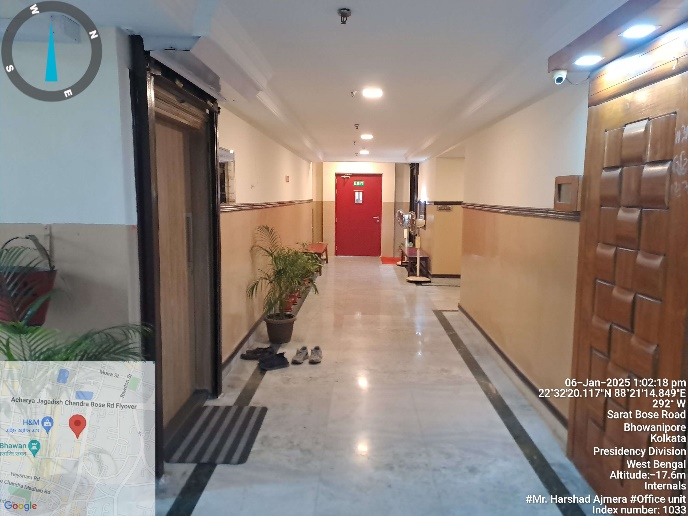 W
N
S
E
EXIT
Acharya Jagadish Chandra Bose Rd Flyover
H&M
Bhawan
Google
06-Jan-2025 1:02:18 pm
22°32'20.117"N 88°21'14.849"E
292° W
Sarat Bose Road
Bhowanipore
Kolkata
Presidency Division
West Bengal
Altitude:-17.6m
Internals
#Mr. Harshad Ajmera #Office unit
Index number: 1033